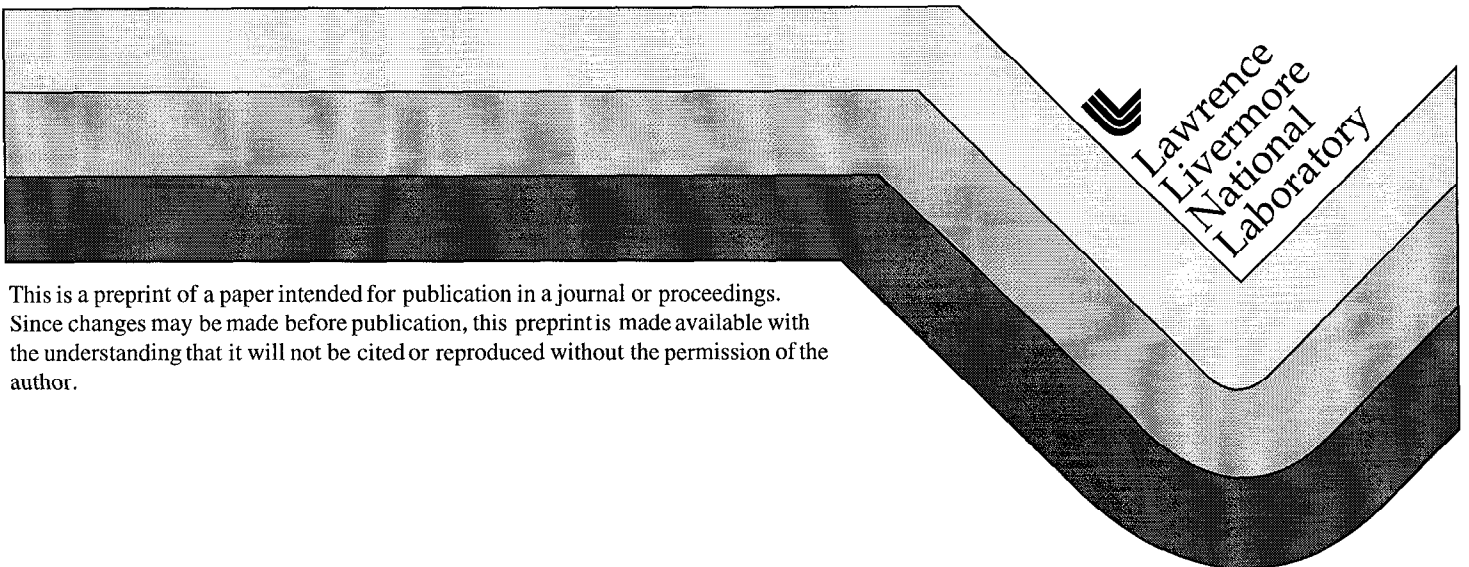 Lawrence
Livermore
National
Laboratory
This is a preprint of a paper intended for publication in a journal or proceedings.
Since changes may be made before publication, this preprint is made available with
the understanding that it will not be cited or reproduced without the permission of the
author.